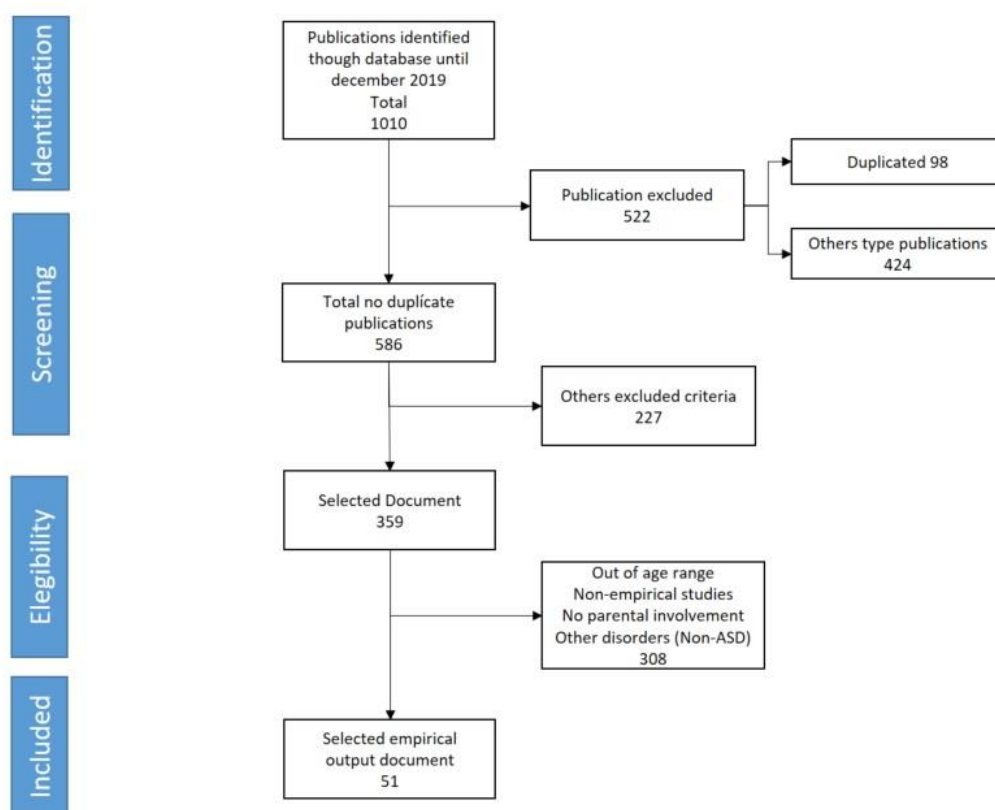 Identification
Publications identified
though database until
december 2019
Total
1010
Publication excluded
522
Duplicated 98
Others type publications
424
Screening
Total no duplícate
publications
586
Others excluded criteria
227
Elegibility
Selected Document
359
Out of age range
Non-empirical studies
No parental involvement
Other disorders (Non-ASD)
308
Included
Selected empirical
output document
51